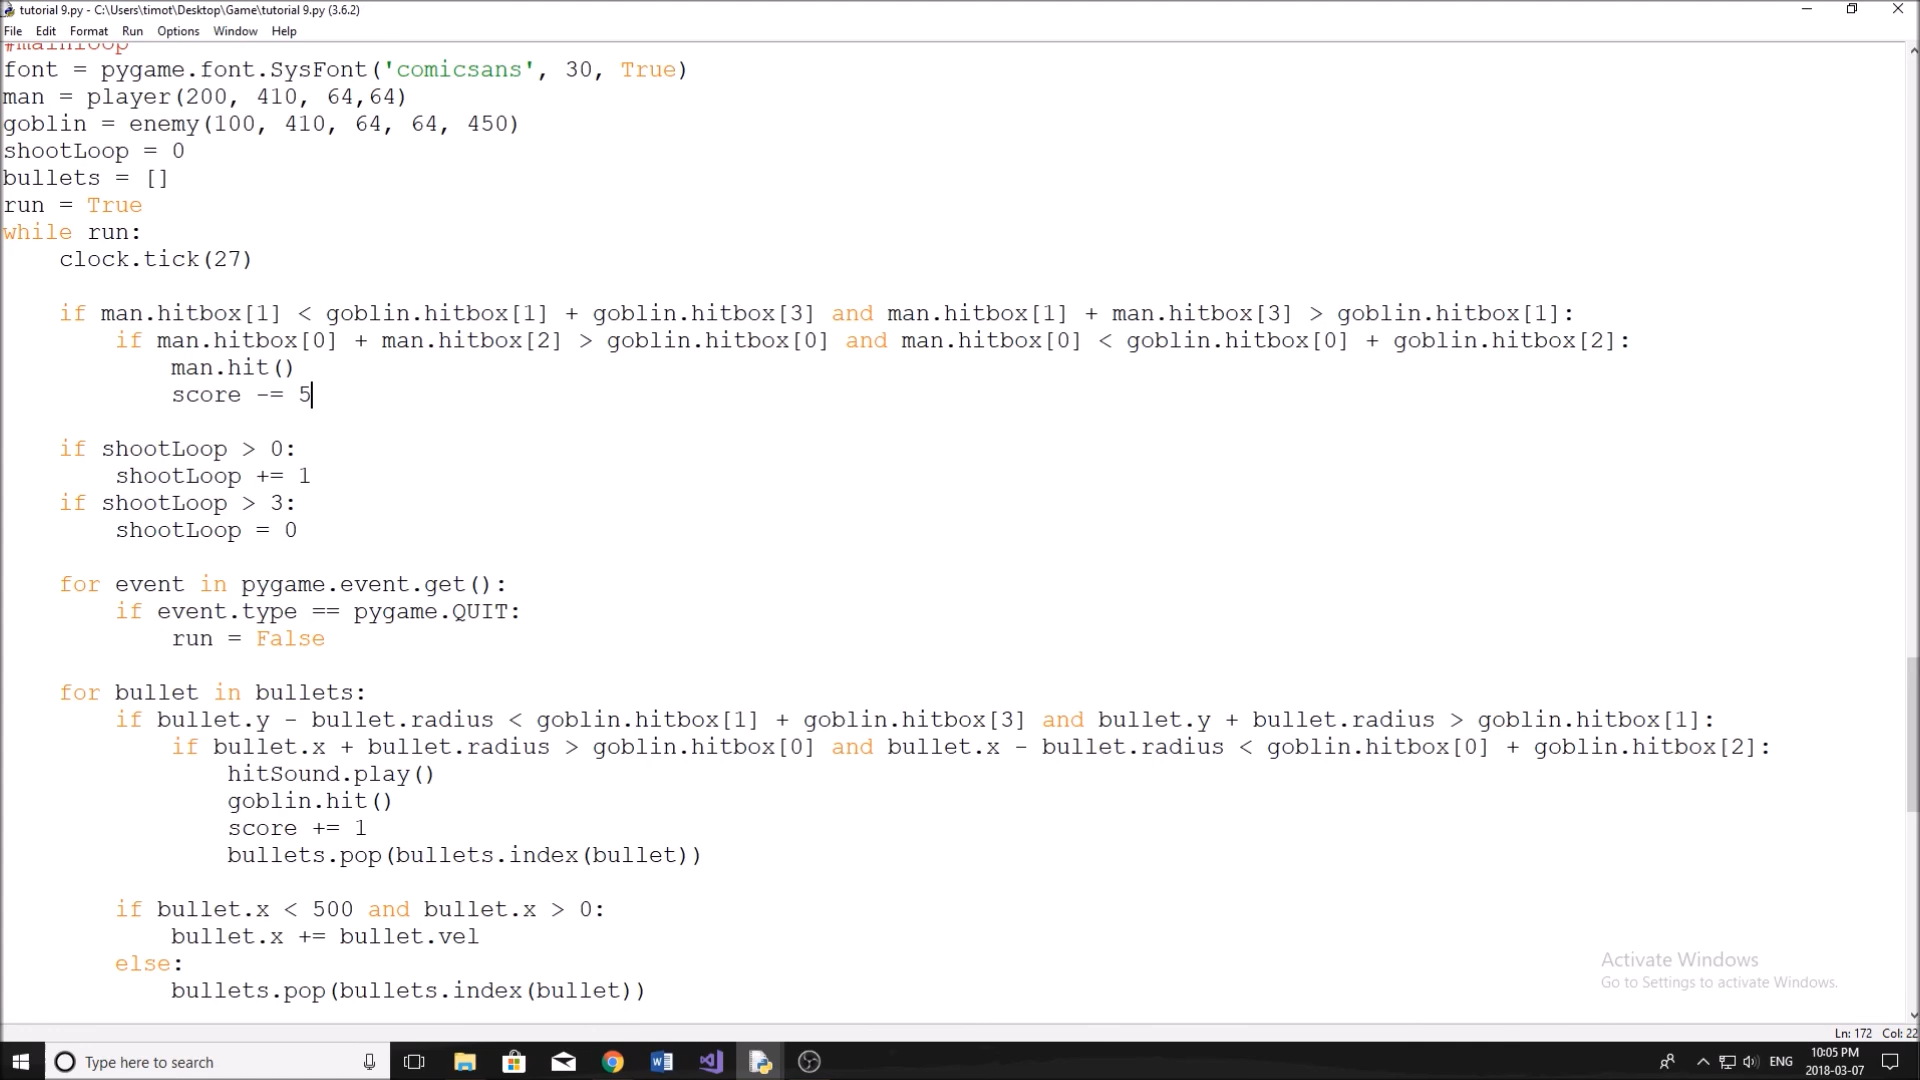 tutorial 9.py - C:\Users\timot\Desktop\Game\tutorial 9.py (3.6.2)
File Edit Format Run Options Window Help
#mainloop
font = pygame.font.SysFont('comicsans', 30, True)
man = player(200, 410, 64,64)
goblin = enemy(100, 410, 64, 64, 450)
shootLoop = 0
bullets = []
run = True
while run:
    clock.tick(27)
    if man.hitbox[1] < goblin.hitbox[1] + goblin.hitbox[3] and man.hitbox[1] + man.hitbox[3] > goblin.hitbox[1]:
        if man.hitbox[0] + man.hitbox[2] > goblin.hitbox[0] and man.hitbox[0] < goblin.hitbox[0] + goblin.hitbox[2]:
            man.hit()
            score -= 5
    if shootLoop > 0:
        shootLoop += 1
    if shootLoop > 3:
        shootLoop = 0
    for event in pygame.event.get():
        if event.type == pygame.QUIT:
            run = False
    for bullet in bullets:
        if bullet.y - bullet.radius < goblin.hitbox[1] + goblin.hitbox[3] and bullet.y + bullet.radius > goblin.hitbox[1]:
            if bullet.x + bullet.radius > goblin.hitbox[0] and bullet.x - bullet.radius < goblin.hitbox[0] + goblin.hitbox[2]:
                hitSound.play()
                goblin.hit()
                score += 1
                bullets.pop(bullets.index(bullet))
        if bullet.x < 500 and bullet.x > 0:
            bullet.x += bullet.vel
        else:
            bullets.pop(bullets.index(bullet))
Activate Windows
Go to Settings to activate Windows.
Ln: 172 Col: 22
Type here to search
ENG
10:05 PM
2018-03-07